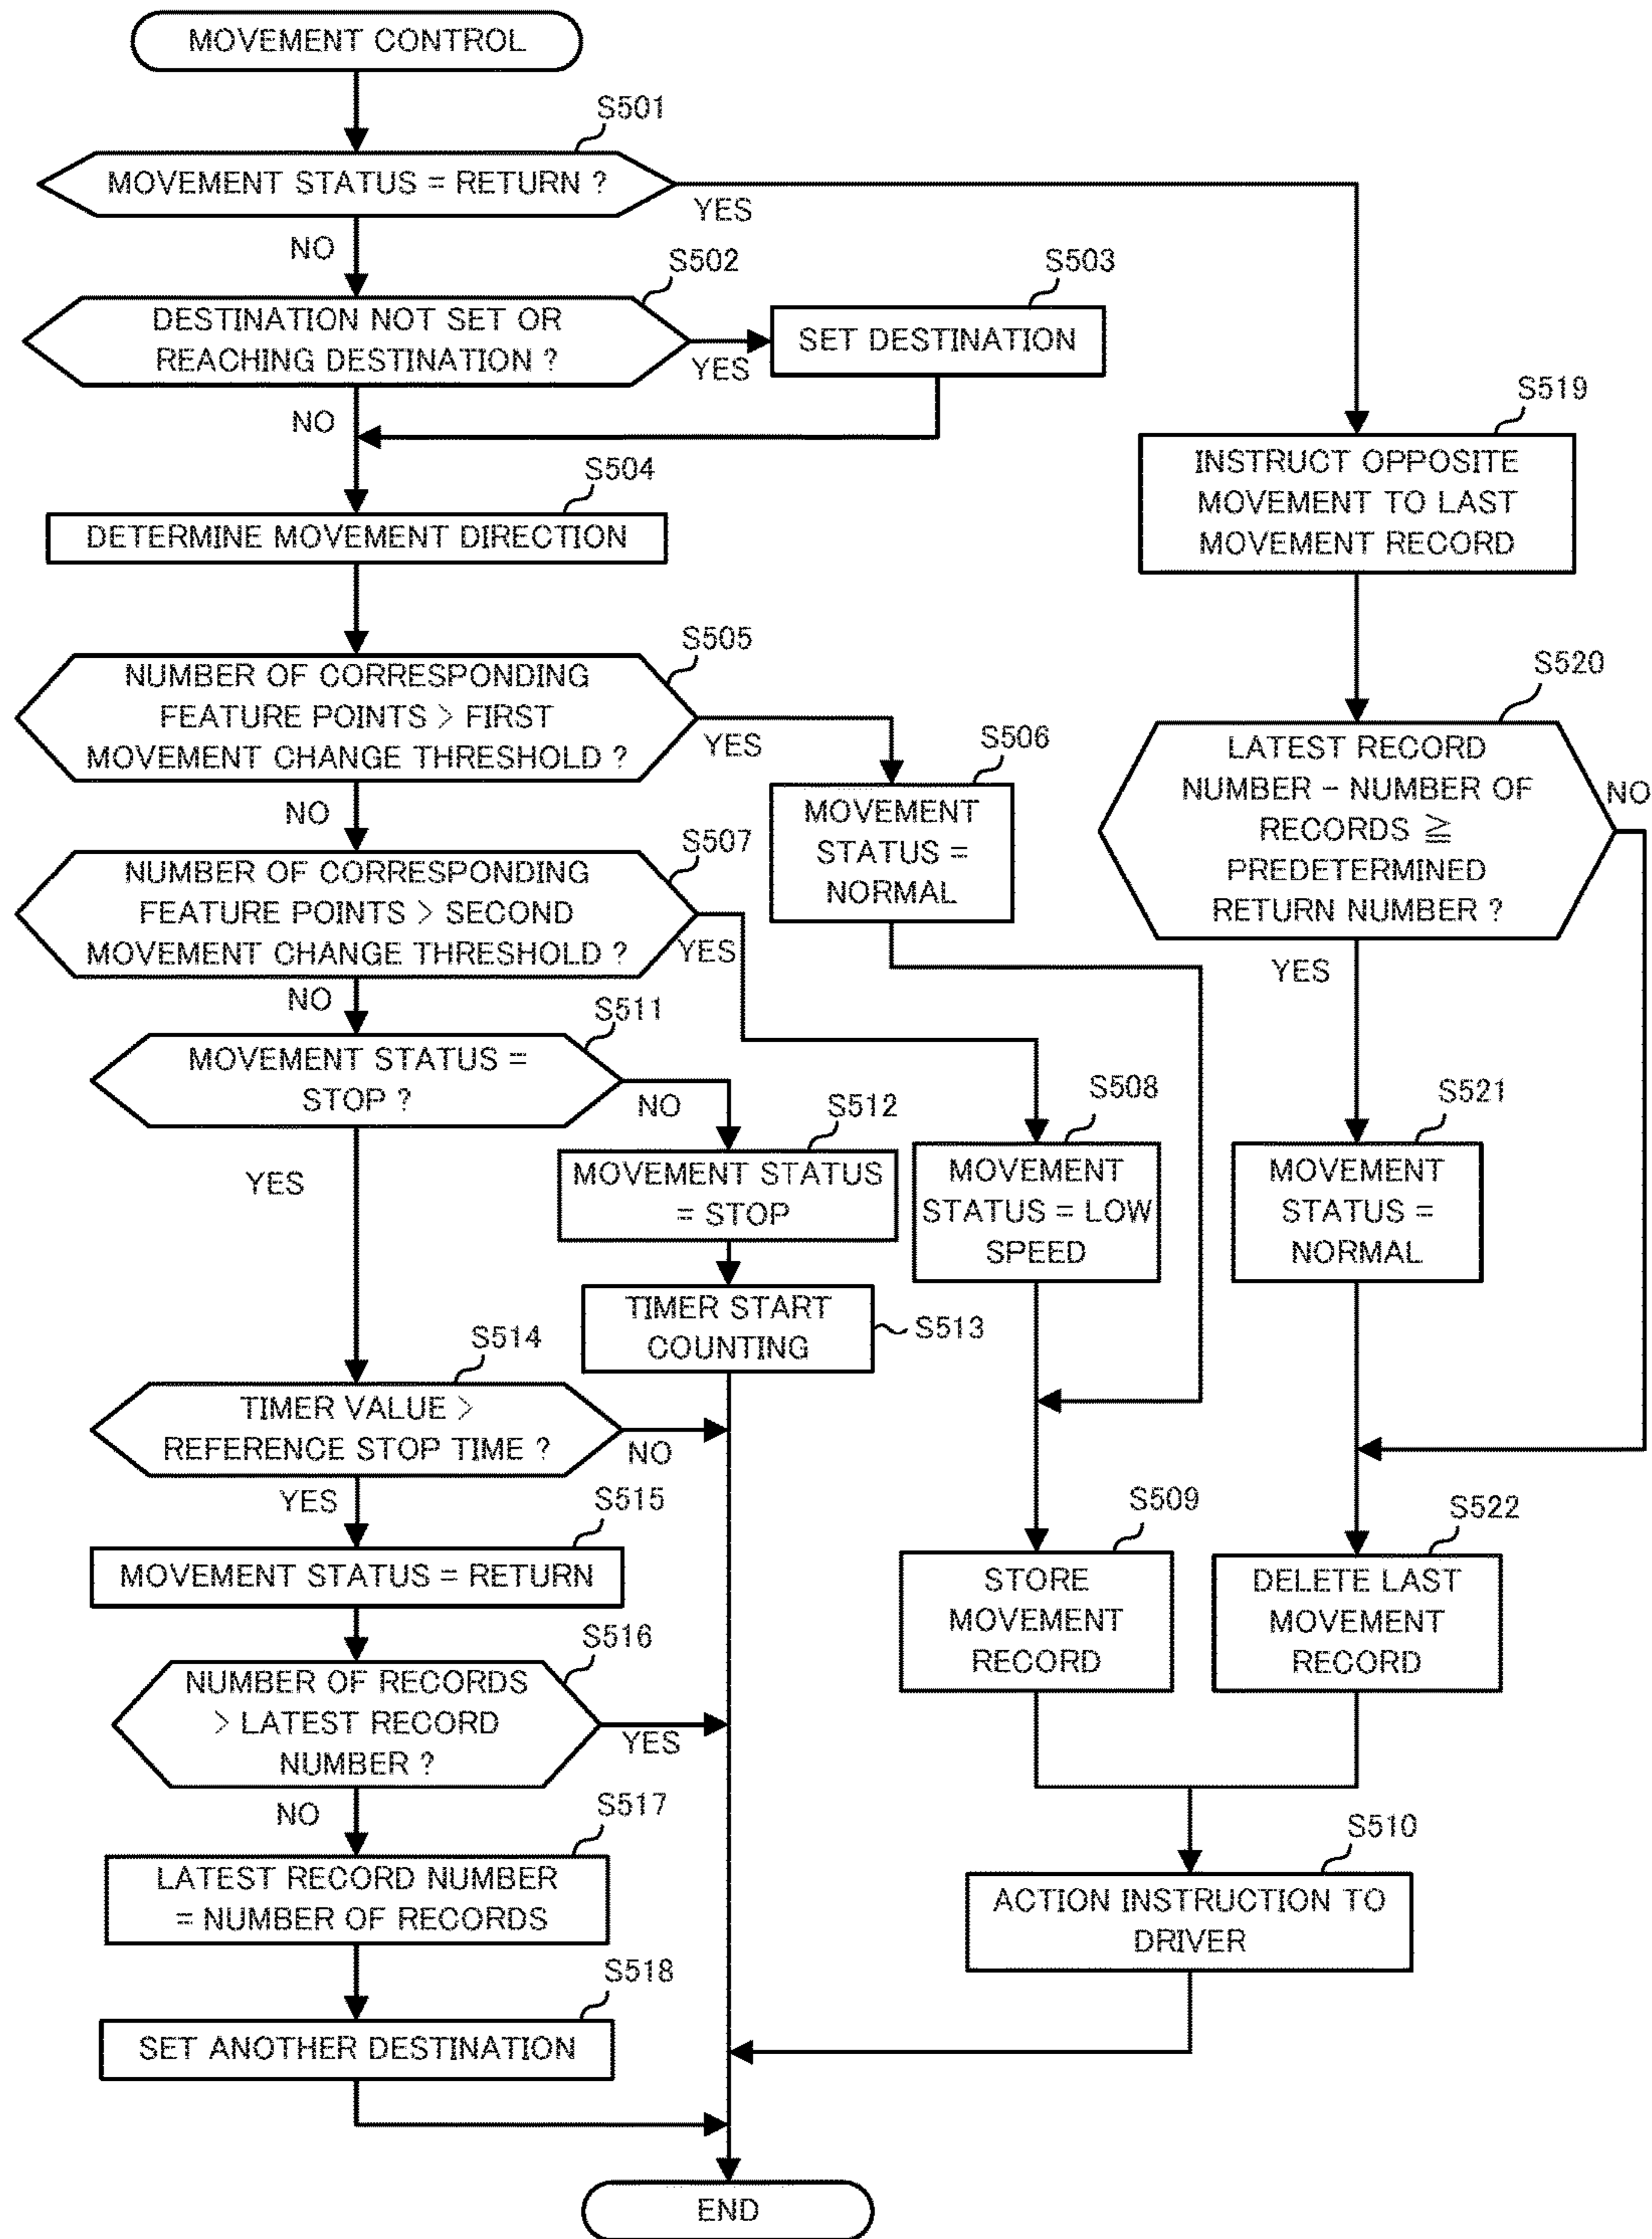 MOVEMENT CONTROL
S501
MOVEMENT STATUS = RETURN ?
YES
NO
S502
DESTINATION NOT SET OR
REACHING DESTINATION ?
YES
S503
SET DESTINATION
NO
S504
DETERMINE MOVEMENT DIRECTION
S505
NUMBER OF CORRESPONDING
FEATURE POINTS > FIRST
MOVEMENT CHANGE THRESHOLD ?
YES
S506
MOVEMENT
STATUS =
NORMAL
NO
S507
NUMBER OF CORRESPONDING
FEATURE POINTS > SECOND
MOVEMENT CHANGE THRESHOLD ?
YES
S508
MOVEMENT
STATUS = LOW
SPEED
NO
S511
MOVEMENT STATUS =
STOP ?
NO
S512
MOVEMENT STATUS
= STOP
TIMER START
COUNTING
S513
YES
S514
TIMER VALUE >
REFERENCE STOP TIME ?
NO
YES
S515
MOVEMENT STATUS = RETURN
S516
NUMBER OF RECORDS
> LATEST RECORD
NUMBER ?
YES
NO
S517
LATEST RECORD NUMBER
= NUMBER OF RECORDS
S518
SET ANOTHER DESTINATION
S509
STORE
MOVEMENT
RECORD
S519
INSTRUCT OPPOSITE
MOVEMENT TO LAST
MOVEMENT RECORD
S520
LATEST RECORD
NUMBER - NUMBER OF
RECORDS ≧
PREDETERMINED
RETURN NUMBER ?
NO
YES
S521
MOVEMENT
STATUS =
NORMAL
S522
DELETE LAST
MOVEMENT
RECORD
S510
ACTION INSTRUCTION TO
DRIVER
END